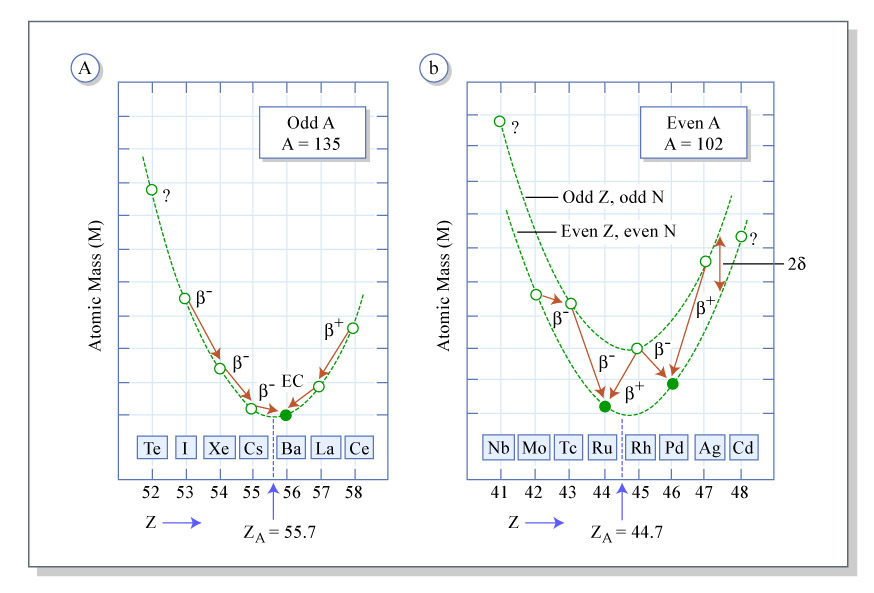 A
Odd A
A = 135
?
β⁻
β⁻
β⁻
EC
β⁺
Atomic Mass (M)
Te I Xe Cs Ba La Ce
52 53 54 55 56 57 58
Z
Z_A = 55.7
b
Even A
A = 102
?
Odd Z, odd N
Even Z, even N
?
2δ
β⁻
β⁺
β⁻
β⁻
β⁺
Atomic Mass (M)
Nb Mo Tc Ru Rh Pd Ag Cd
41 42 43 44 45 46 47 48
Z
Z_A = 44.7